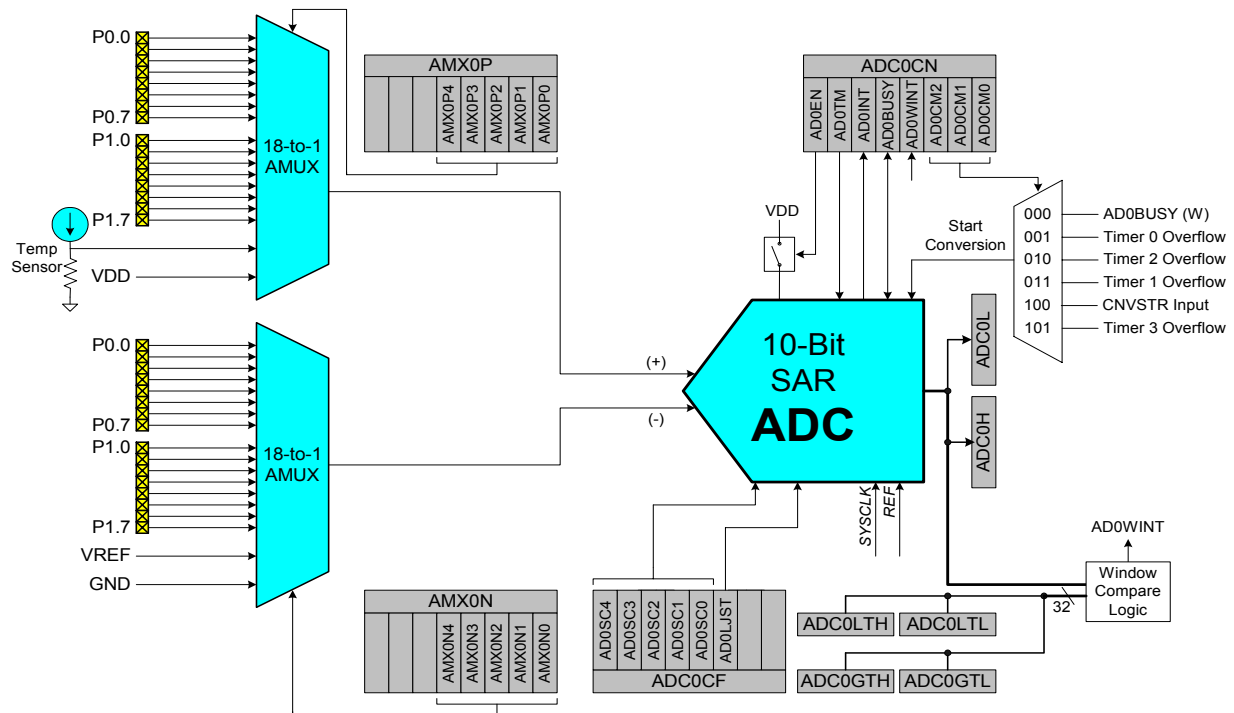 P0.0
P0.7
P1.0
P1.7
18-to-1
AMUX
Temp
Sensor
VDD
AMX0P
AMX0P4
AMX0P3
AMX0P2
AMX0P1
AMX0P0
ADC0CN
AD0EN
AD0TM
AD0INT
AD0BUSY
AD0WINT
AD0CM2
AD0CM1
AD0CM0
VDD
Start
Conversion
000 AD0BUSY (W)
001 Timer 0 Overflow
010 Timer 2 Overflow
011 Timer 1 Overflow
100 CNVSTR Input
101 Timer 3 Overflow
P0.0
P0.7
P1.0
P1.7
18-to-1
AMUX
VREF
GND
(+)
(-)
10-Bit
SAR
ADC
ADC0L
ADC0H
SYSCLK
REF
AD0WINT
Window
Compare
Logic
32
AMX0N
AMX0N4
AMX0N3
AMX0N2
AMX0N1
AMX0N0
AD0SC4
AD0SC3
AD0SC2
AD0SC1
AD0SC0
AD0LJST
ADC0CF
ADC0LTH
ADC0LTL
ADC0GTH
ADC0GTL